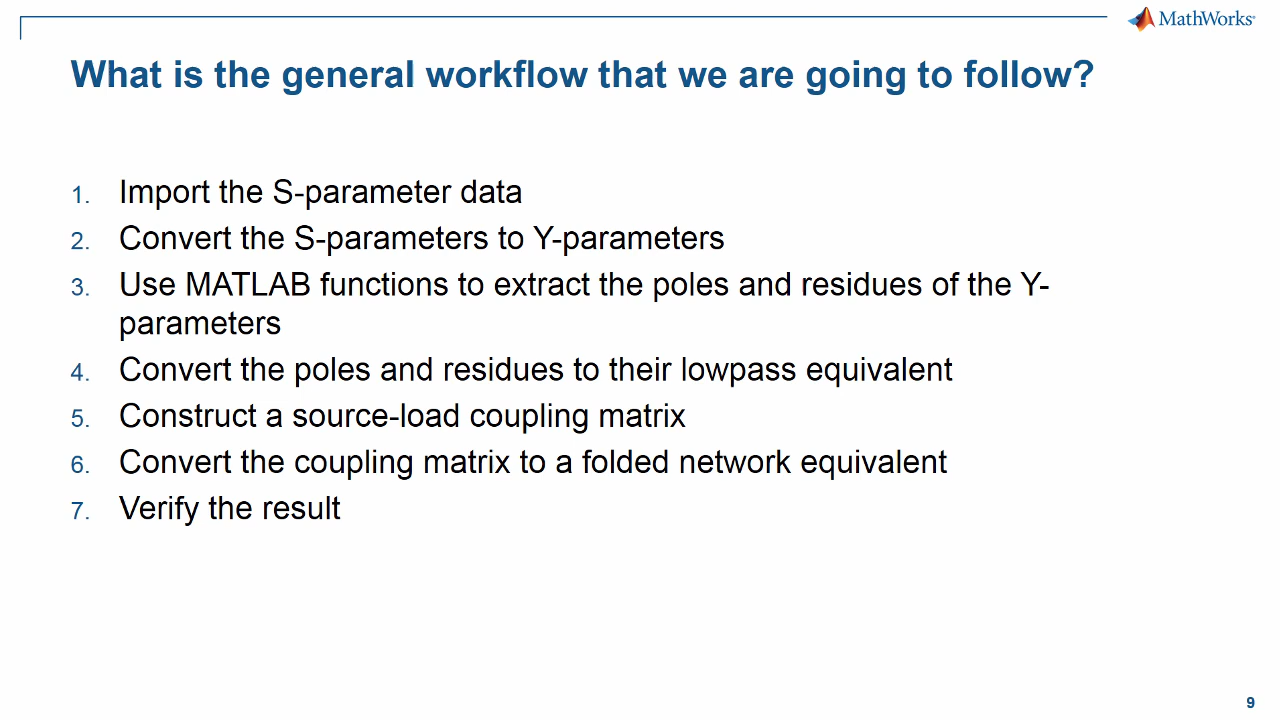 MathWorks®
What is the general workflow that we are going to follow?
1. Import the S-parameter data
2. Convert the S-parameters to Y-parameters
3. Use MATLAB functions to extract the poles and residues of the Y-
parameters
4. Convert the poles and residues to their lowpass equivalent
5. Construct a source-load coupling matrix
6. Convert the coupling matrix to a folded network equivalent
7. Verify the result
9